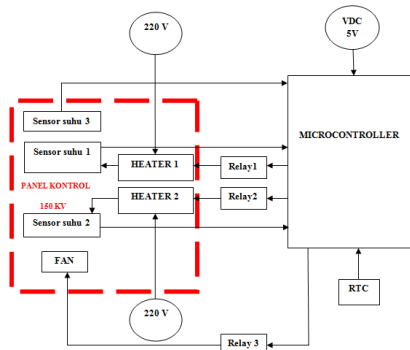 220 V
VDC
5V
Sensor suhu 3
MICROCONTROLLER
Sensor suhu 1
HEATER 1
Relay1
PANEL KONTROL
HEATER 2
Relay2
150 KV
Sensor suhu 2
FAN
RTC
220 V
Relay 3